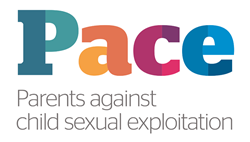 Pace
Parents against
child sexual exploitation